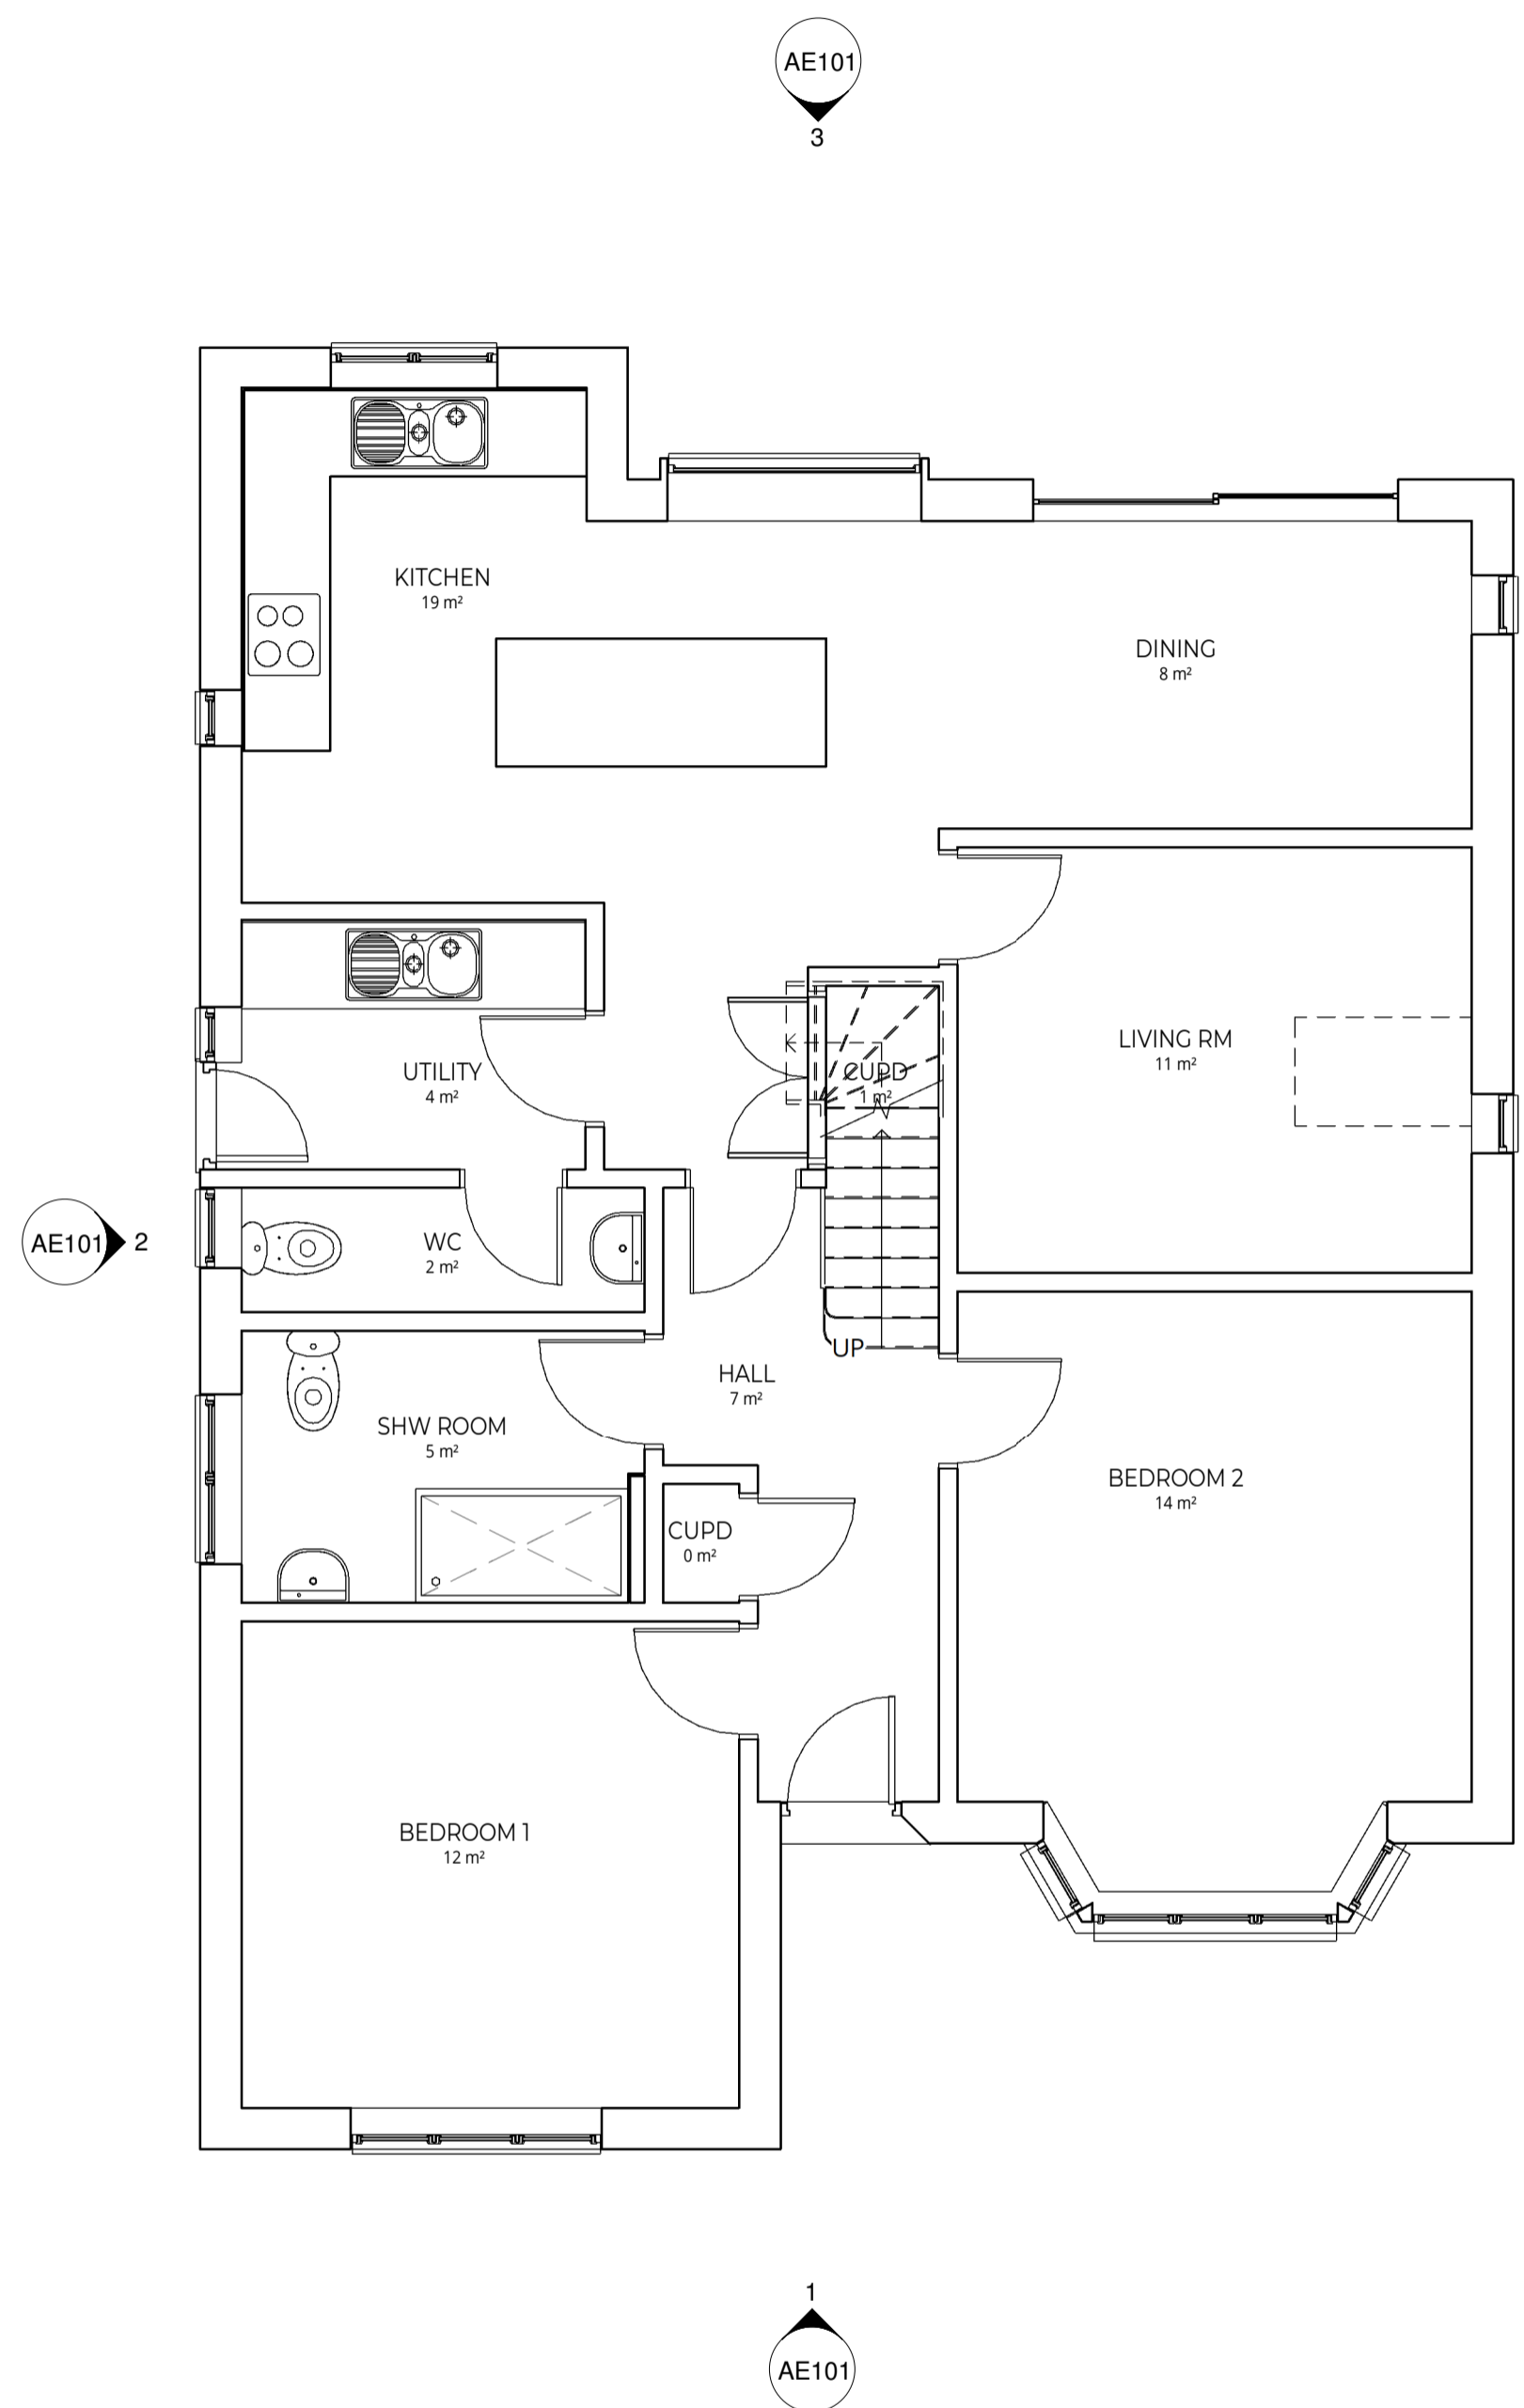 AE101
3
KITCHEN
19 m²
DINING
8 m²
LIVING RM
11 m²
UTILITY
4 m²
CUPD
1 m²
AE101 2
WC
2 m²
UP
HALL
7 m²
SHW ROOM
5 m²
BEDROOM 2
14 m²
CUPD
0 m²
BEDROOM 1
12 m²
1
AE101